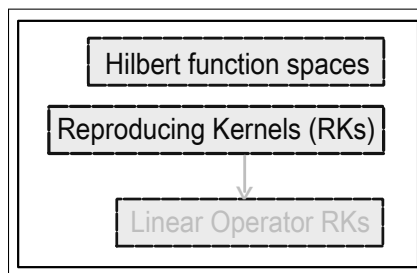 Hilbert function spaces
Reproducing Kernels (RKs)
Linear Operator RKs